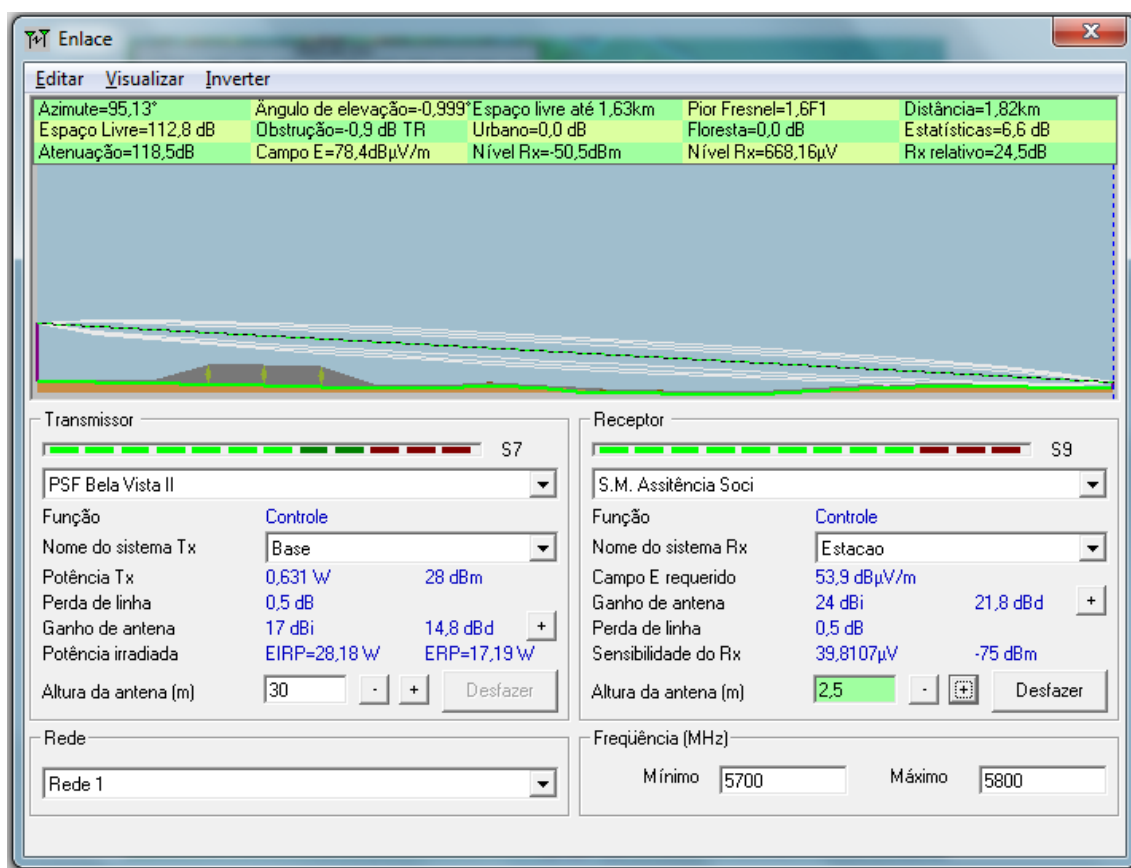 Enlace
Editar Visualizar Inverter
Azimute=95,13° Ângulo de elevação=-0,999° Espaço livre até 1,63km Pior Fresnel=1,6F1 Distância=1,82km
Espaço Livre=112,8 dB Obstrução=-0,9 dB TR Urbano=0,0 dB Floresta=0,0 dB Estatísticas=6,6 dB
Atenuação=118,5dB Campo E=78,4dBµV/m Nível Rx=-50,5dBm Nível Rx=668,16µV Rx relativo=24,5dB
Transmissor
S7
PSF Bela Vista II
Função Controle
Nome do sistema Tx Base
Potência Tx 0,631 W 28 dBm
Perda de linha 0,5 dB
Ganho de antena 17 dBi 14,8 dBd +
Potência irradiada EIRP=28,18 W ERP=17,19 W
Altura da antena (m) 30 - + Desfazer
Receptor
S9
S.M. Assitência Soci
Função Controle
Nome do sistema Rx Estacao
Campo E requerido 53,9 dBµV/m
Ganho de antena 24 dBi 21,8 dBd +
Perda de linha 0,5 dB
Sensibilidade do Rx 39,8107µV -75 dBm
Altura da antena (m) 2,5 - + Desfazer
Rede
Rede 1
Freqüência (MHz)
Mínimo 5700 Máximo 5800